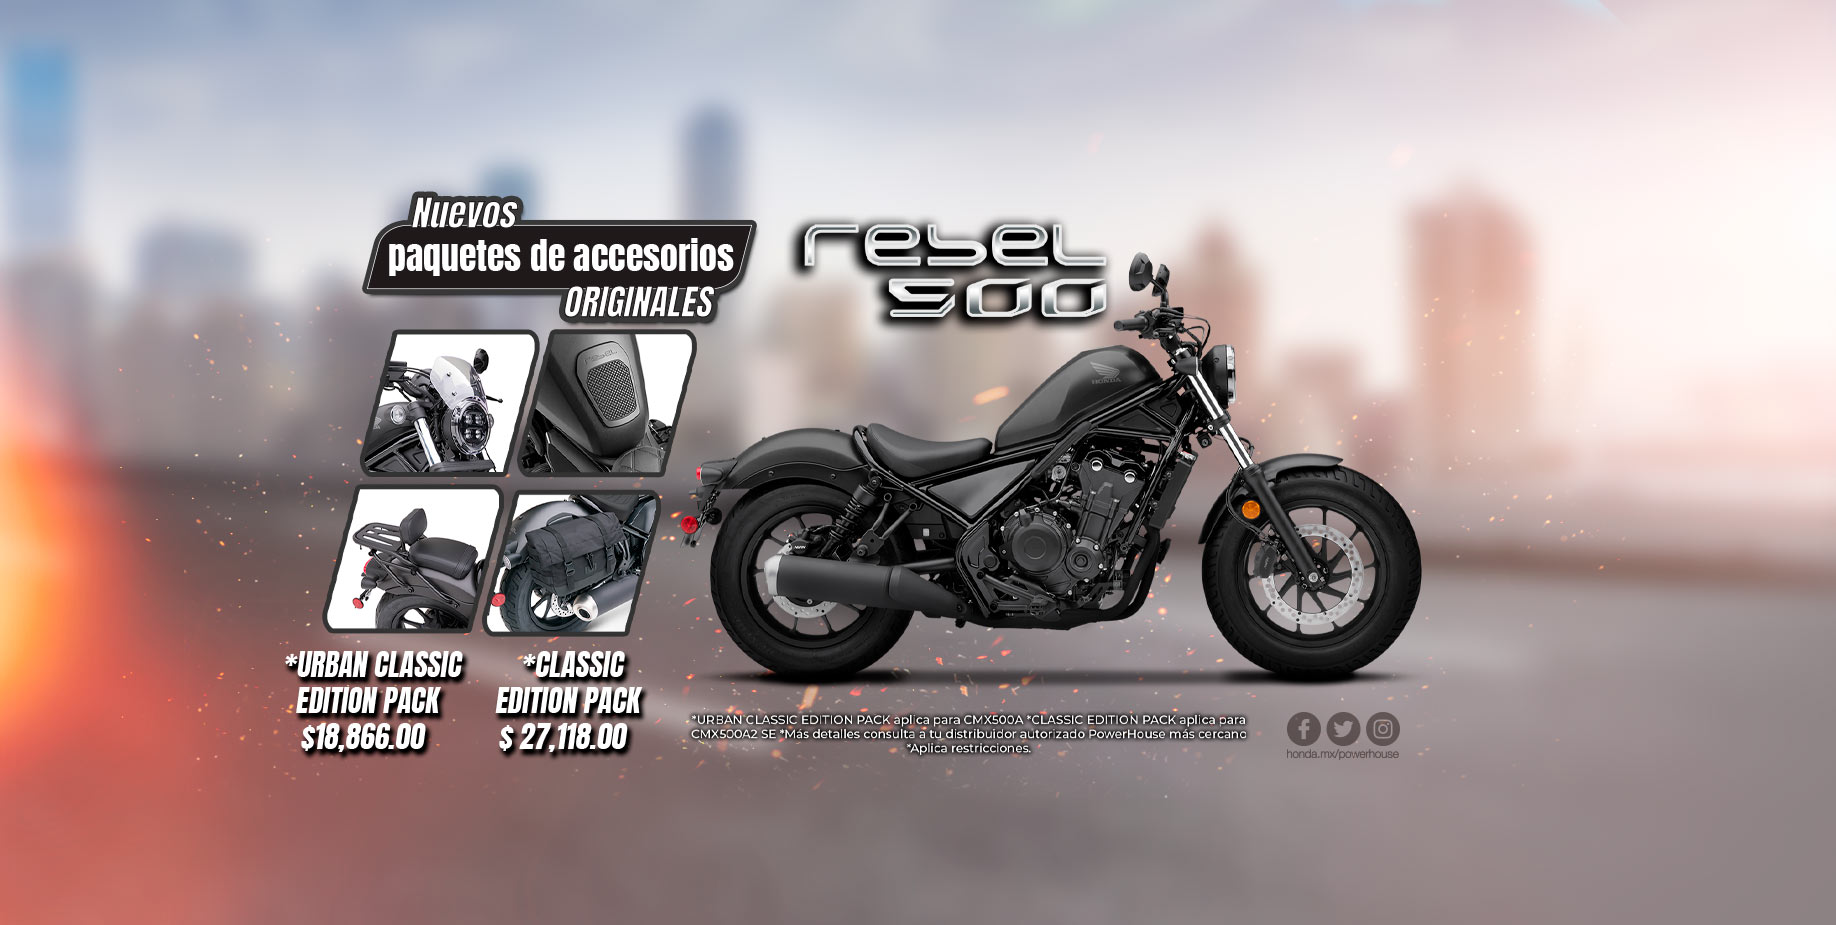 Nuevos
paquetes de accesorios
ORIGINALES
rebel
500
rebel
HONDA
*URBAN CLASSIC
EDITION PACK
$18,866.00
*CLASSIC
EDITION PACK
$ 27,118.00
*URBAN CLASSIC EDITION PACK aplica para CMX500A *CLASSIC EDITION PACK aplica para
CMX500A2 SE *Más detalles consulta a tu distribuidor autorizado PowerHouse más cercano
*Aplica restricciones.
honda.mx/powerhouse